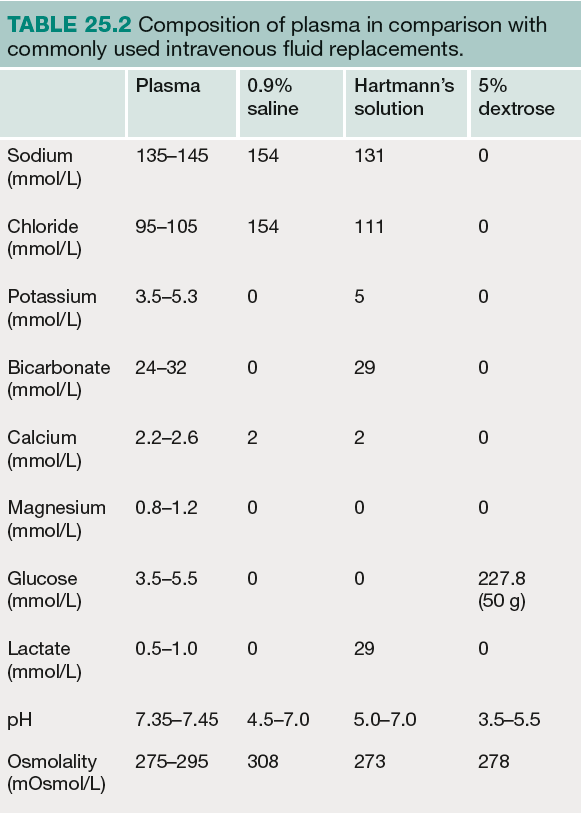 TABLE 25.2 Composition of plasma in comparison with
commonly used intravenous fluid replacements.
Plasma 0.9% saline Hartmann’s solution 5% dextrose
Sodium (mmol/L) 135–145 154 131 0
Chloride (mmol/L) 95–105 154 111 0
Potassium (mmol/L) 3.5–5.3 0 5 0
Bicarbonate (mmol/L) 24–32 0 29 0
Calcium (mmol/L) 2.2–2.6 2 2 0
Magnesium (mmol/L) 0.8–1.2 0 0 0
Glucose (mmol/L) 3.5–5.5 0 0 227.8 (50 g)
Lactate (mmol/L) 0.5–1.0 0 29 0
pH 7.35–7.45 4.5–7.0 5.0–7.0 3.5–5.5
Osmolality (mOsmol/L) 275–295 308 273 278